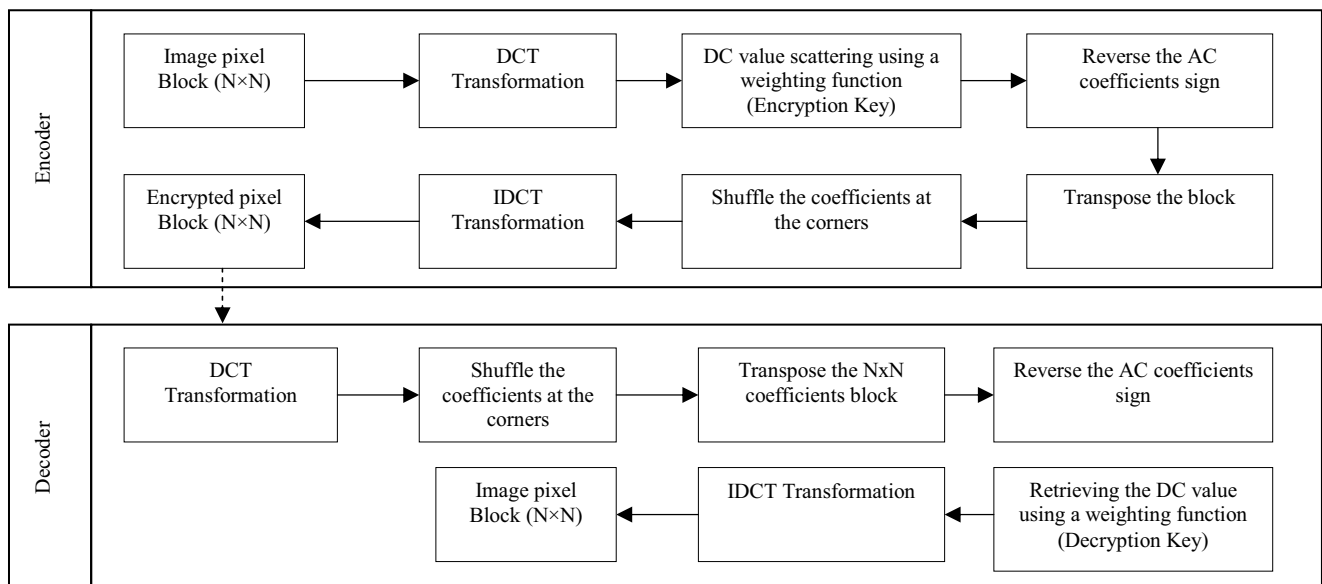 Encoder
Image pixel
Block (N×N)
DCT
Transformation
DC value scattering using a
weighting function
(Encryption Key)
Reverse the AC
coefficients sign
Transpose the block
Shuffle the coefficients at
the corners
IDCT
Transformation
Encrypted pixel
Block (N×N)
Decoder
DCT
Transformation
Shuffle the
coefficients at the
corners
Transpose the NxN
coefficients block
Reverse the AC coefficients
sign
Retrieving the DC value
using a weighting function
(Decryption Key)
IDCT Transformation
Image pixel
Block (N×N)